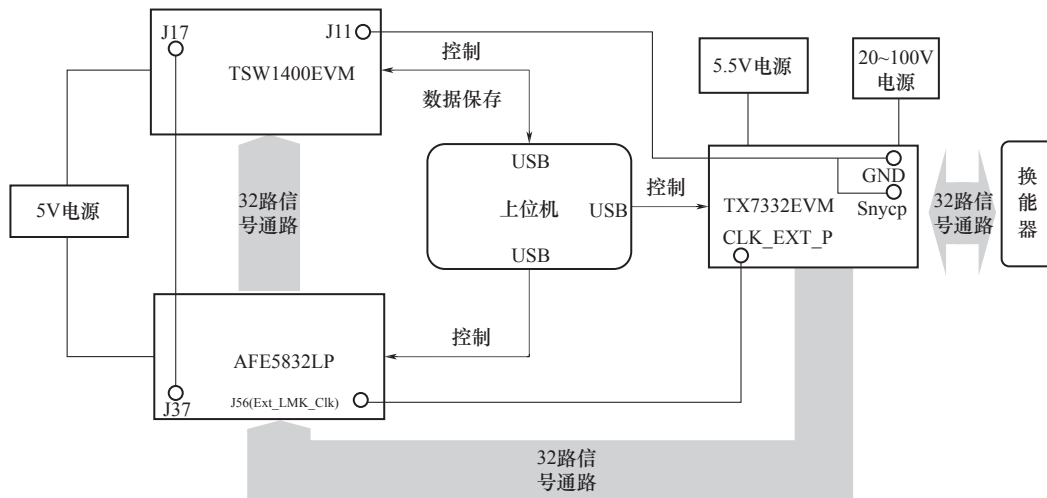 J17
J11
TSW1400EVM
控制
数据保存
5.5V电源
20~100V
电源
5V电源
32路信
号通路
USB
上位机
USB
USB
控制
GND
Snycp
TX7332EVM
CLK_EXT_P
32路信
号通路
换
能
器
控制
AFE5832LP
J37
J56(Ext_LMK_Clk)
32路信
号通路